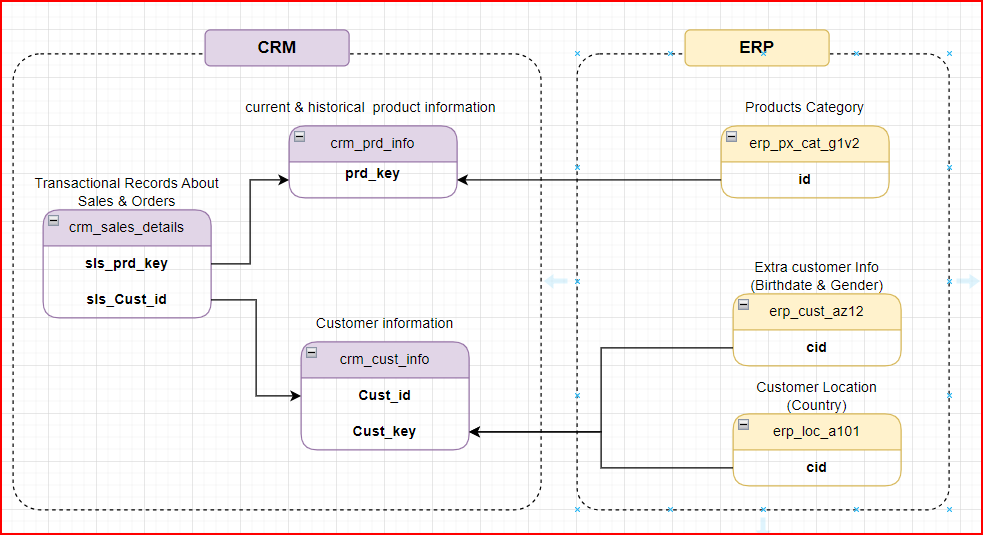 CRM
current & historical product information
crm_prd_info
prd_key
Transactional Records About
Sales & Orders
crm_sales_details
sls_prd_key
sls_Cust_id
Customer information
crm_cust_info
Cust_id
Cust_key
ERP
Products Category
erp_px_cat_g1v2
id
Extra customer Info
(Birthdate & Gender)
erp_cust_az12
cid
Customer Location
(Country)
erp_loc_a101
cid